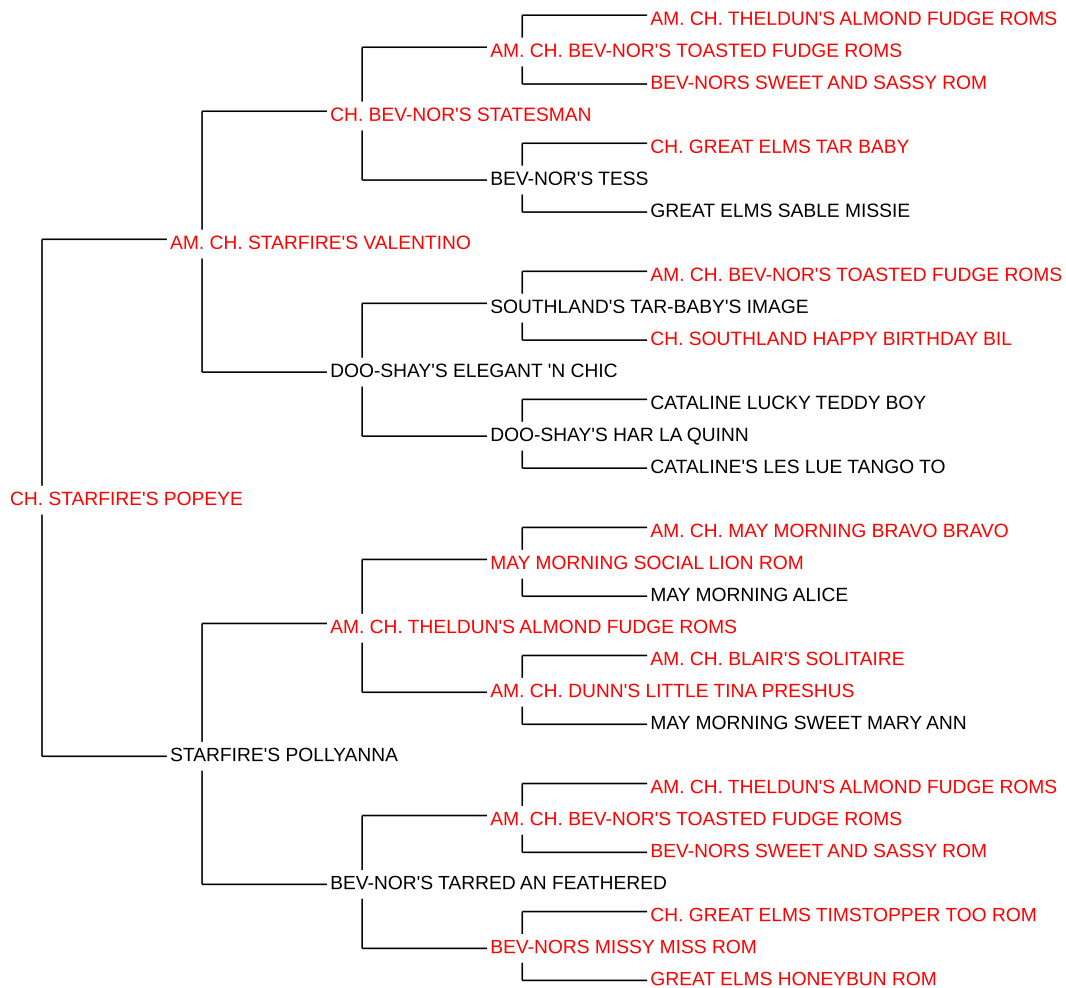 AM. CH. THELDUN'S ALMOND FUDGE ROMS
AM. CH. BEV-NOR'S TOASTED FUDGE ROMS
BEV-NORS SWEET AND SASSY ROM
CH. BEV-NOR'S STATESMAN
CH. GREAT ELMS TAR BABY
BEV-NOR'S TESS
GREAT ELMS SABLE MISSIE
AM. CH. STARFIRE'S VALENTINO
AM. CH. BEV-NOR'S TOASTED FUDGE ROMS
SOUTHLAND'S TAR-BABY'S IMAGE
CH. SOUTHLAND HAPPY BIRTHDAY BIL
DOO-SHAY'S ELEGANT 'N CHIC
CATALINE LUCKY TEDDY BOY
DOO-SHAY'S HAR LA QUINN
CATALINE'S LES LUE TANGO TO
CH. STARFIRE'S POPEYE
AM. CH. MAY MORNING BRAVO BRAVO
MAY MORNING SOCIAL LION ROM
MAY MORNING ALICE
AM. CH. THELDUN'S ALMOND FUDGE ROMS
AM. CH. BLAIR'S SOLITAIRE
AM. CH. DUNN'S LITTLE TINA PRESHUS
MAY MORNING SWEET MARY ANN
STARFIRE'S POLLYANNA
AM. CH. THELDUN'S ALMOND FUDGE ROMS
AM. CH. BEV-NOR'S TOASTED FUDGE ROMS
BEV-NORS SWEET AND SASSY ROM
BEV-NOR'S TARRED AN FEATHERED
CH. GREAT ELMS TIMSTOPPER TOO ROM
BEV-NORS MISSY MISS ROM
GREAT ELMS HONEYBUN ROM